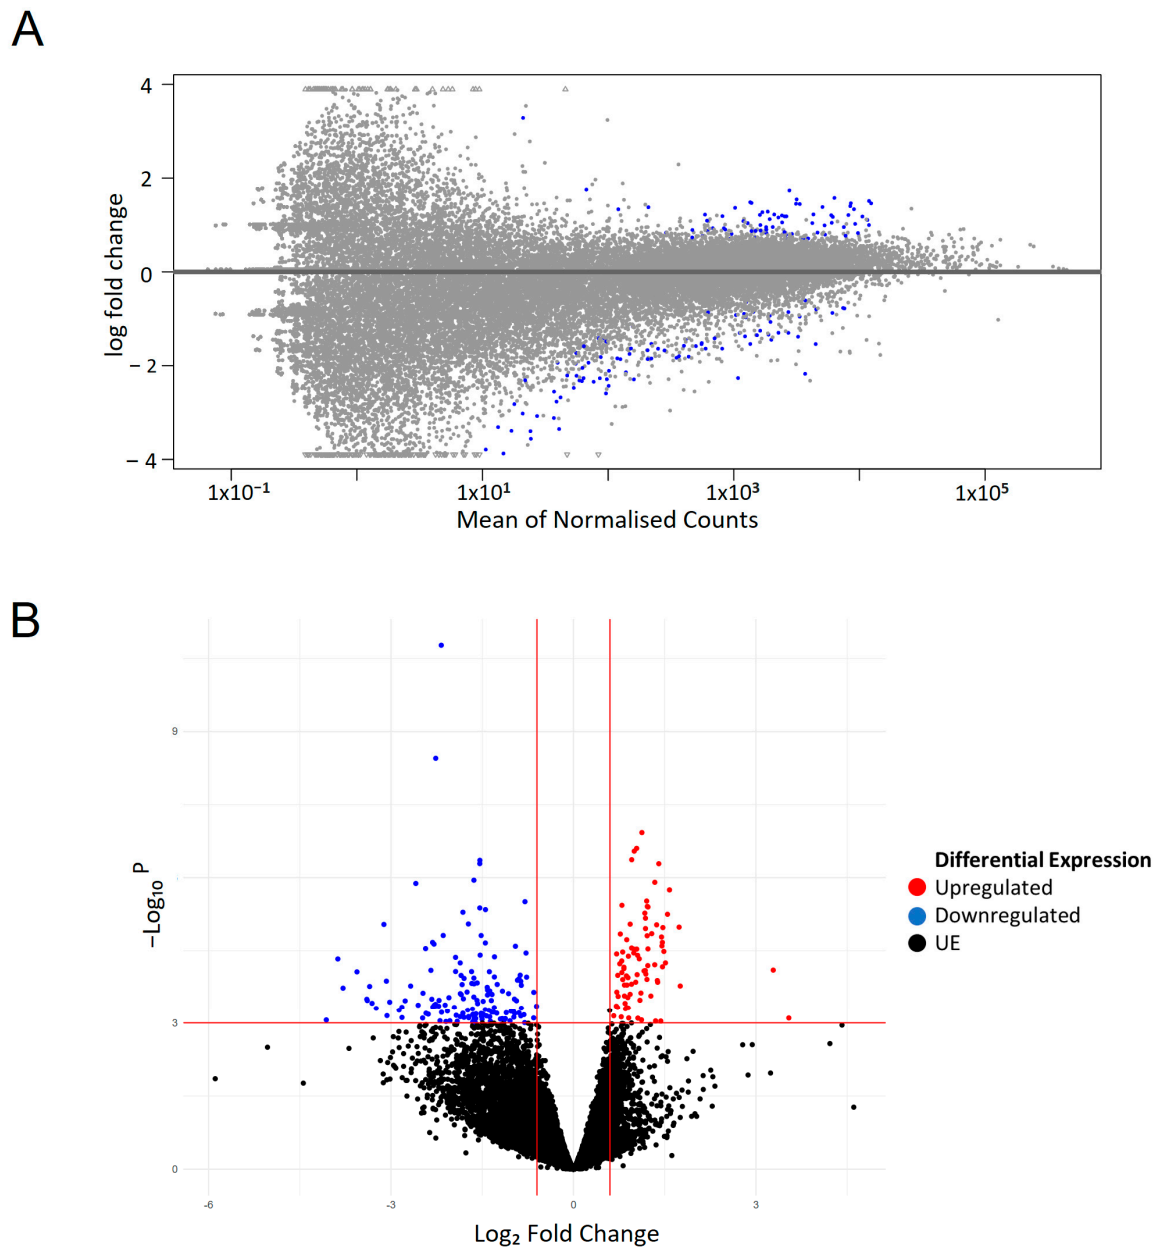 A
4
2
0
−2
−4
log fold change
1x10⁻¹
1x10¹
1x10³
1x10⁵
Mean of Normalised Counts
B
9
3
0
−Log₁₀ P
-6
-3
0
3
Log₂ Fold Change
Differential Expression
Upregulated
Downregulated
UE